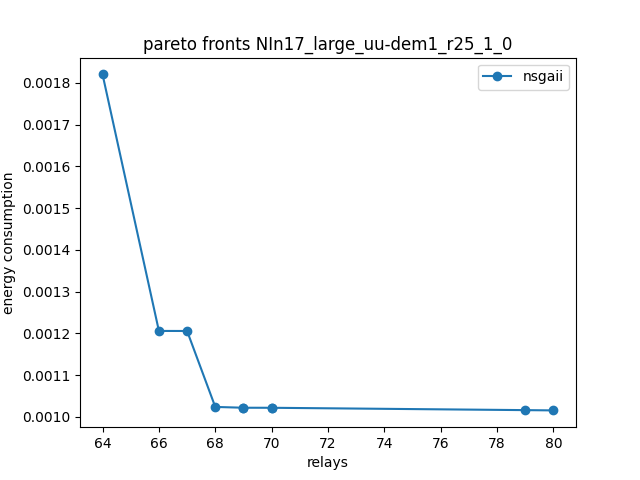 pareto fronts NIn17_large_uu-dem1_r25_1_0
nsgaii
energy consumption
0.0018
0.0017
0.0016
0.0015
0.0014
0.0013
0.0012
0.0011
0.0010
64 66 68 70 72 74 76 78 80
relays